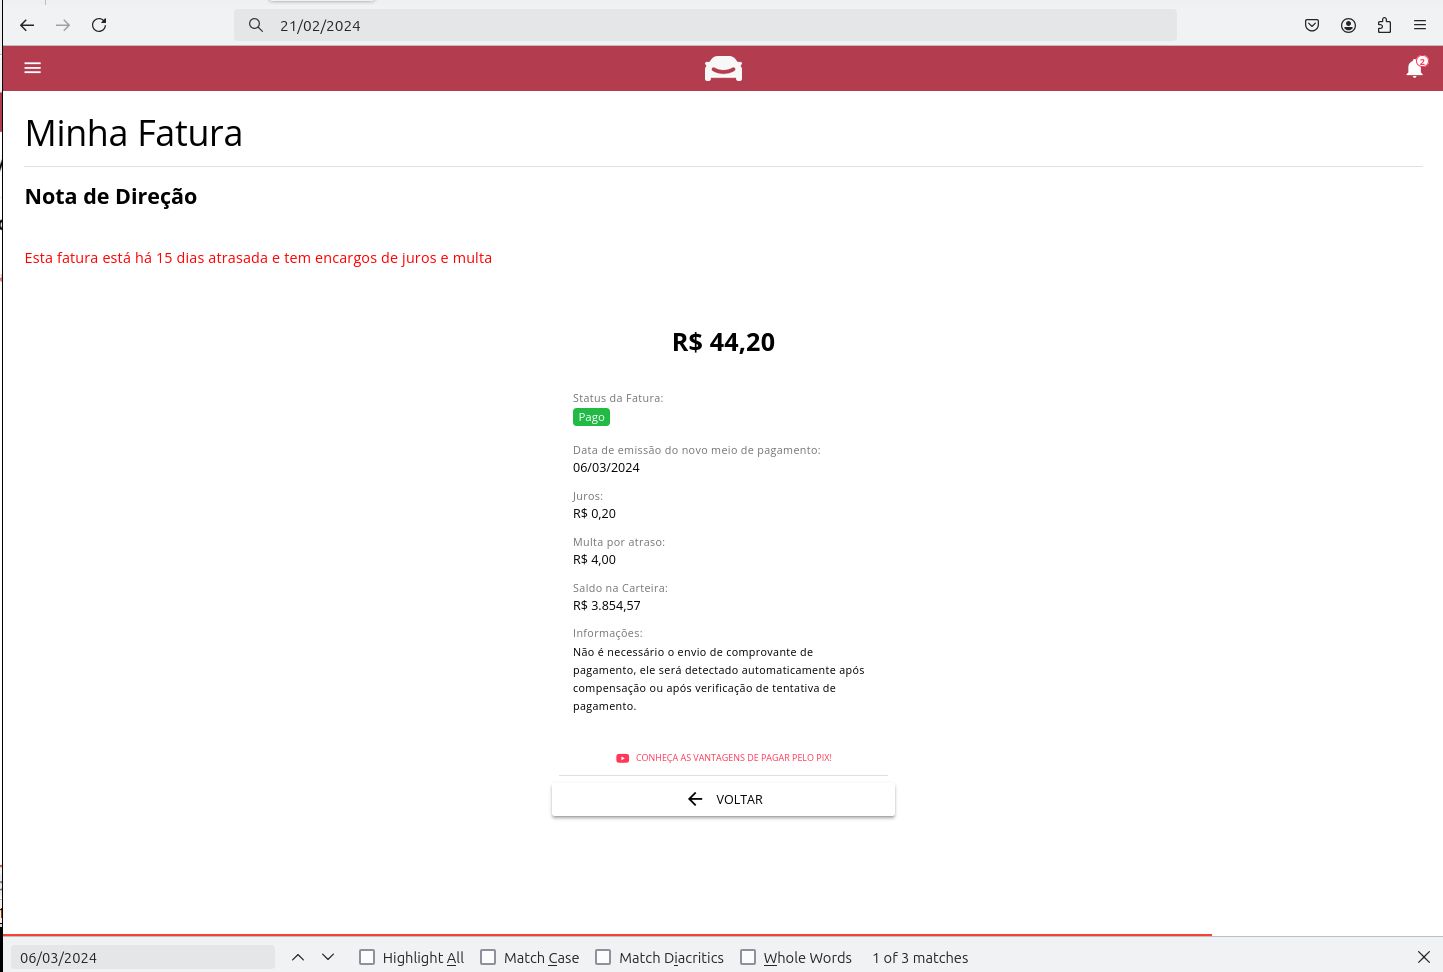 21/02/2024
2
Minha Fatura
Nota de Direção
Esta fatura está há 15 dias atrasada e tem encargos de juros e multa
R$ 44,20
Status da Fatura:
Pago
Data de emissão do novo meio de pagamento:
06/03/2024
Juros:
R$ 0,20
Multa por atraso:
R$ 4,00
Saldo na Carteira:
R$ 3.854,57
Informações:
Não é necessário o envio de comprovante de
pagamento, ele será detectado automaticamente após
compensação ou após verificação de tentativa de
pagamento.
CONHEÇA AS VANTAGENS DE PAGAR PELO PIX!
VOLTAR
06/03/2024 Highlight All Match Case Match Diacritics Whole Words 1 of 3 matches